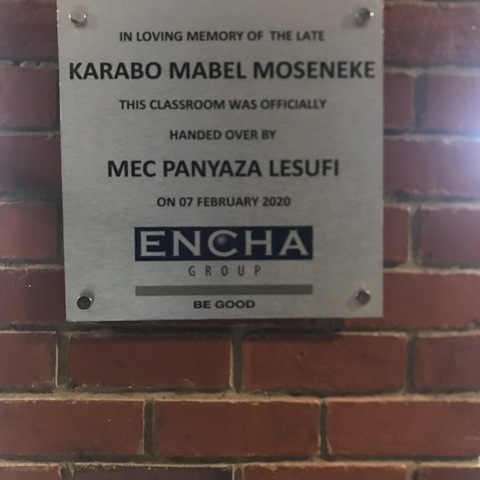 IN LOVING MEMORY OF THE LATE
KARABO MABEL MOSENEKE
THIS CLASSROOM WAS OFFICIALLY
HANDED OVER BY
MEC PANYAZA LESUFI
ON 07 FEBRUARY 2020
ENCHA
GROUP
BE GOOD